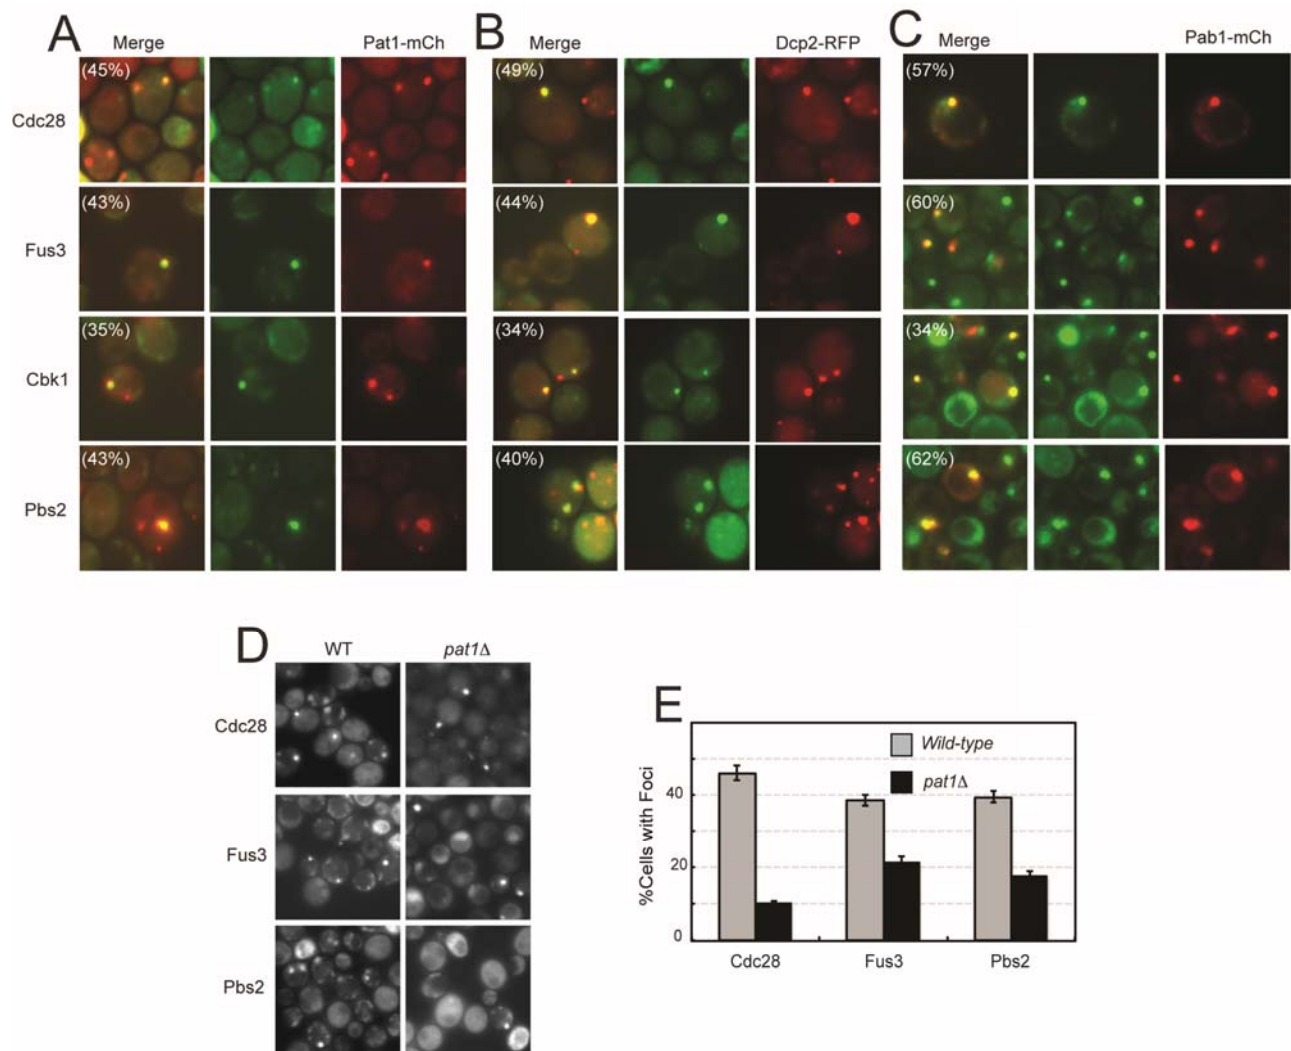 A
Merge
Pat1-mCh
B
Merge
Dcp2-RFP
C
Merge
Pab1-mCh
Cdc28
(45%)
(49%)
(57%)
Fus3
(43%)
(44%)
(60%)
Cbk1
(35%)
(34%)
(34%)
Pbs2
(43%)
(40%)
(62%)
D
WT
pat1Δ
Cdc28
Fus3
Pbs2
E
Wild-type
pat1Δ
%Cells with Foci
40
20
0
Cdc28
Fus3
Pbs2